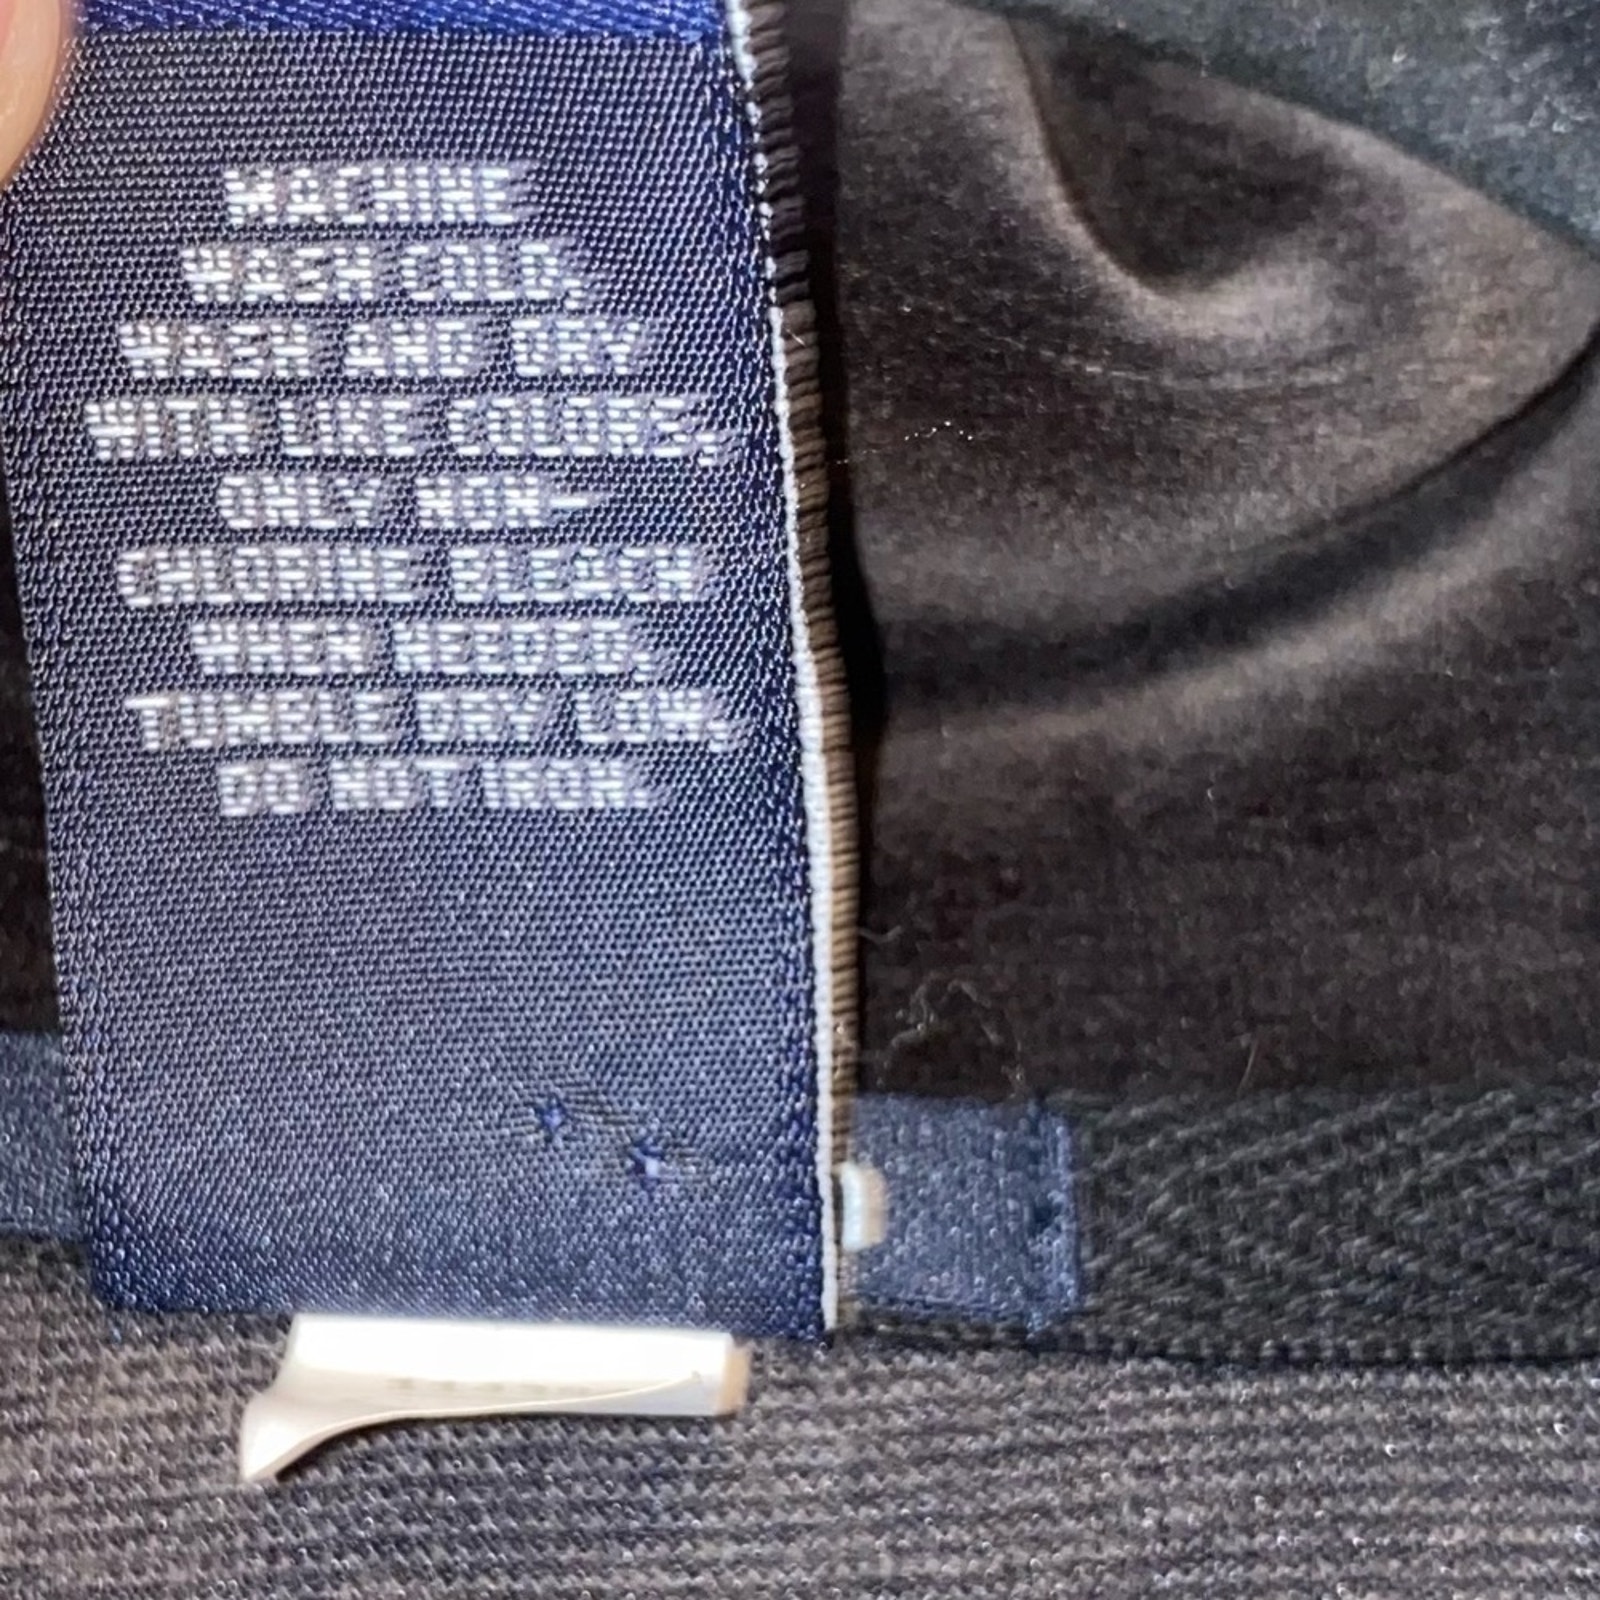 MACHINE
WASH COLD,
WASH AND DRY
WITH LIKE COLORS,
ONLY NON-
CHLORINE BLEACH
WHEN NEEDED,
TUMBLE DRY LOW,
DO NOT IRON.